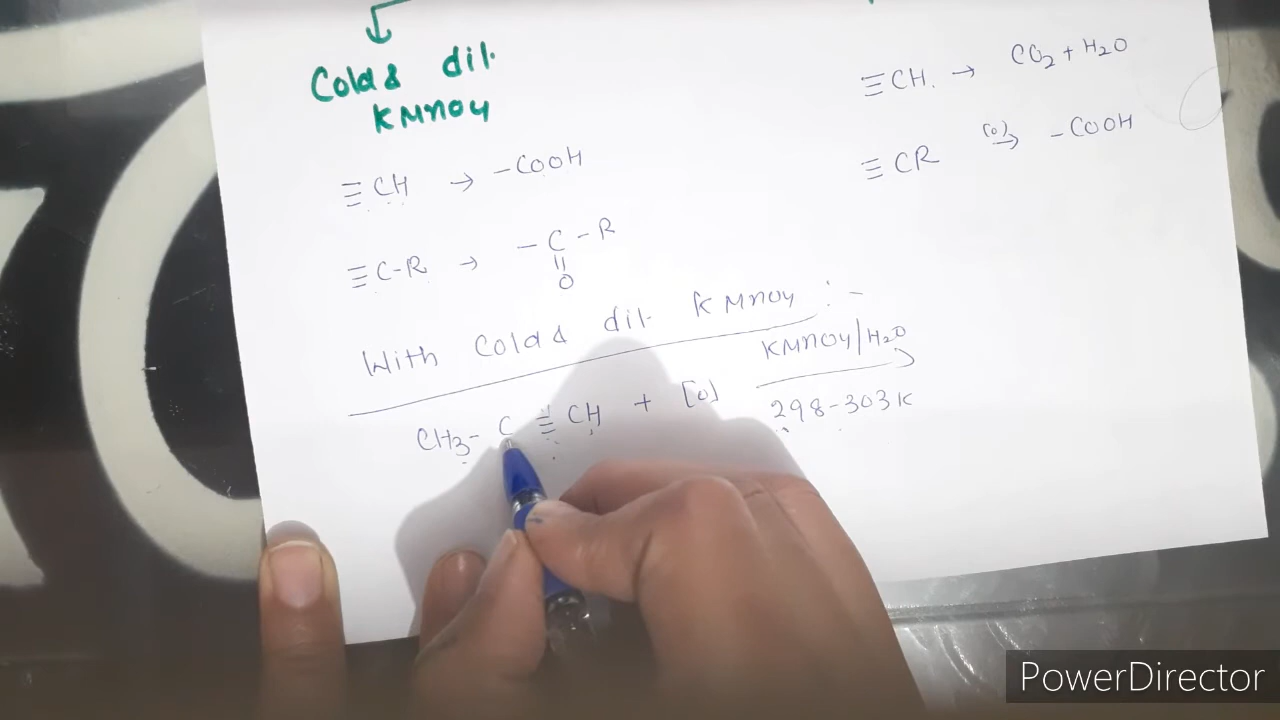 Cold & dil.
KMnO4
≡CH → -COOH
≡C-R → -C-R
||
O
≡CH. → CO2 + H2O
≡CR [O]→ -COOH
With Cold & dil. KMnO4 :-
CH3- C ≡ CH + [O] KMnO4/H2O
298-303K
PowerDirector